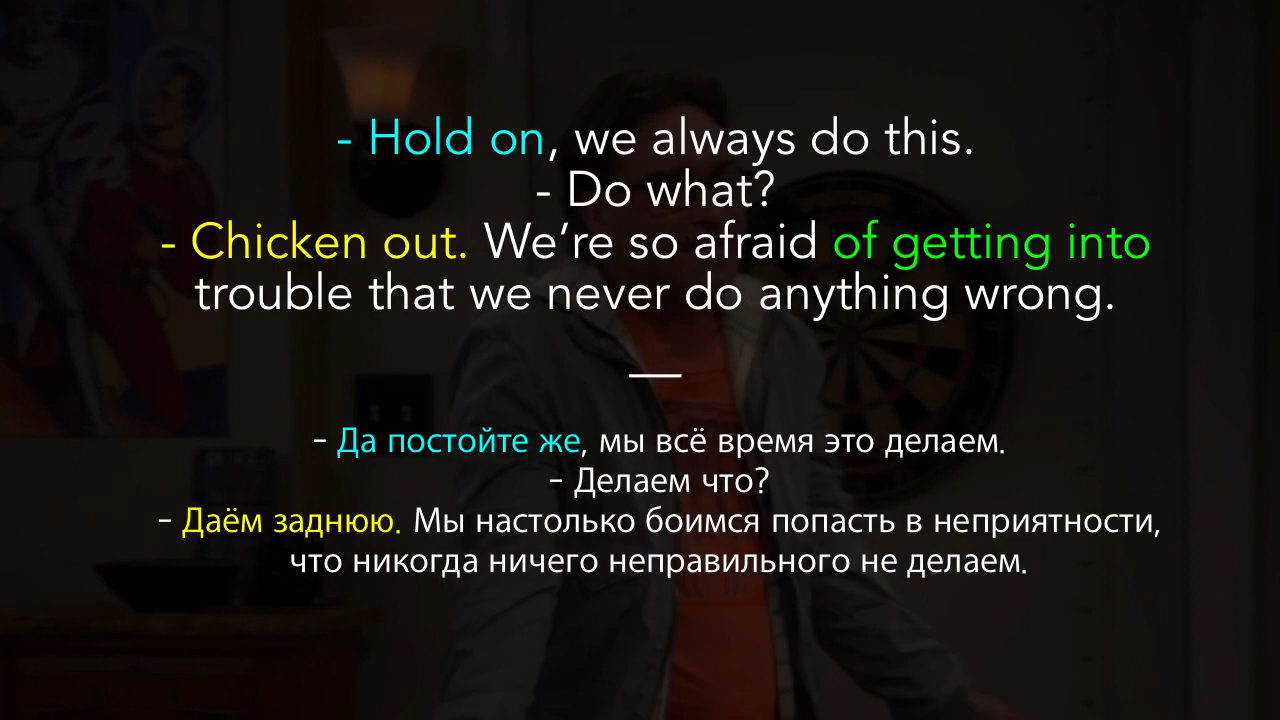 - Hold on, we always do this.
- Do what?
- Chicken out. We’re so afraid of getting into
trouble that we never do anything wrong.
– Да постойте же, мы всё время это делаем.
– Делаем что?
– Даём заднюю. Мы настолько боимся попасть в неприятности,
что никогда ничего неправильного не делаем.